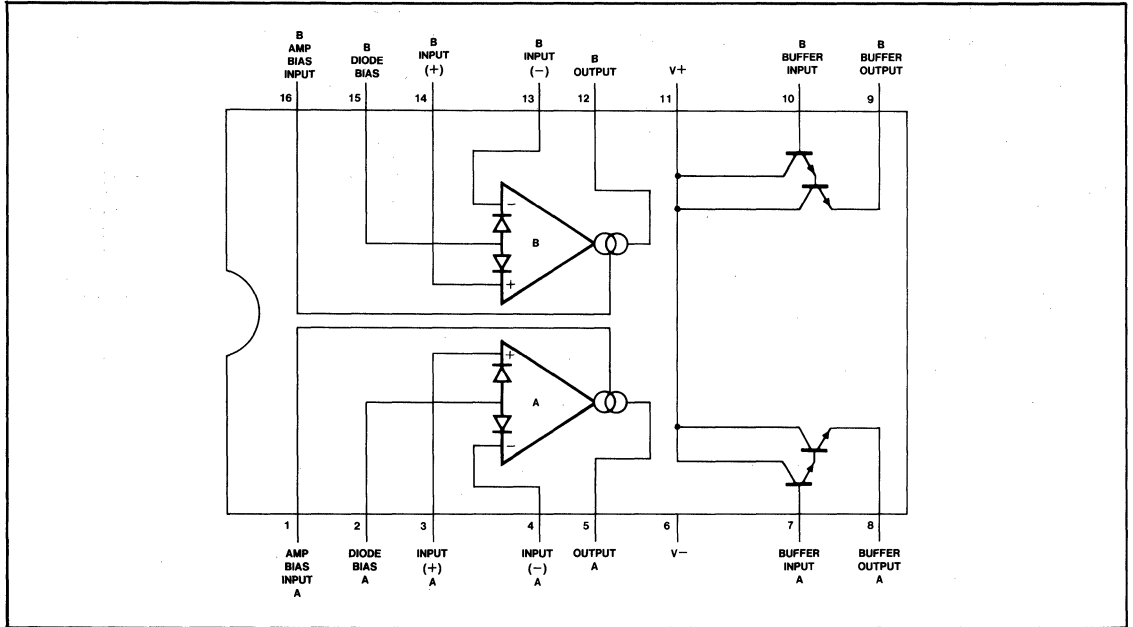 B
AMP
BIAS
INPUT
B
DIODE
BIAS
B
INPUT
(+)
B
INPUT
(−)
B
OUTPUT
V+
B
BUFFER
INPUT
B
BUFFER
OUTPUT
16
15
14
13
12
11
10
9
−
B
+
+
A
−
1
2
3
4
5
6
7
8
AMP
BIAS
INPUT
A
DIODE
BIAS
A
INPUT
(+)
A
INPUT
(−)
A
OUTPUT
A
V−
BUFFER
INPUT
A
BUFFER
OUTPUT
A